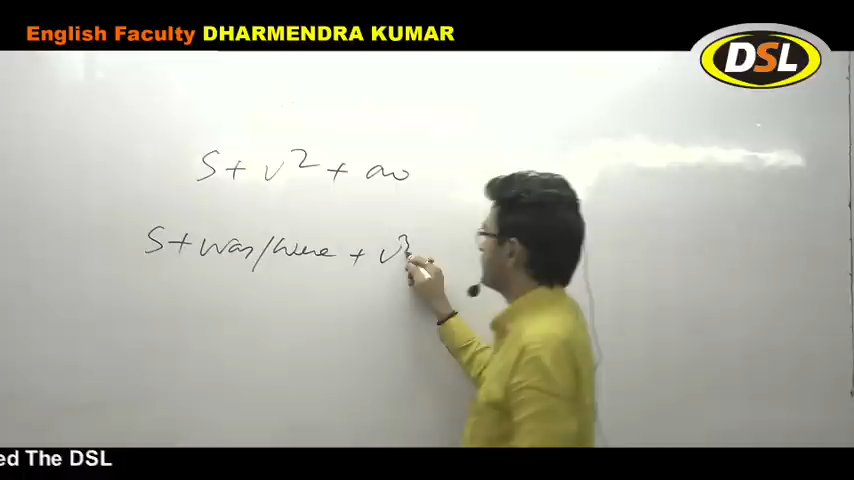 English Faculty DHARMENDRA KUMAR
DSL
S + v² + ao
S + was/were + v3
ed The DSL